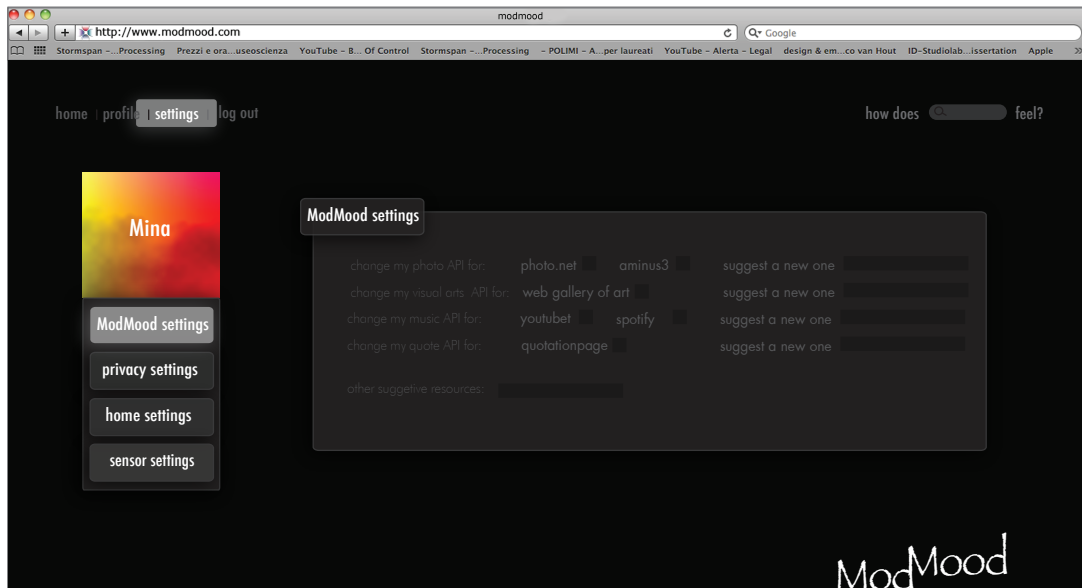 modmood
http://www.modmood.com
Google
Stormspan -...Processing Prezzi e ora...useoscienza YouTube - B... Of Control Stormspan -...Processing - POLIMI - A...per laureati YouTube - Alerta - Legal design & em...co van Hout ID-Studiolab...issertation Apple
home | profile | settings | log out
how does feel?
Mina
ModMood settings
privacy settings
home settings
sensor settings
ModMood settings
change my photo API for: photo.net aminus3 suggest a new one
change my visual arts API for: web gallery of art suggest a new one
change my music API for: youtubet spotify suggest a new one
change my quote API for: quotationpage suggest a new one
other suggetive resources:
ModMood